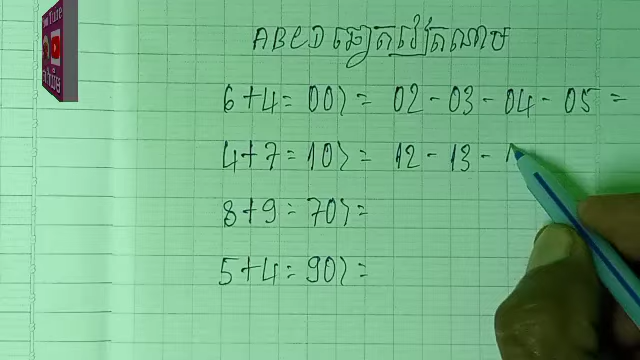 ABCD ឆ្នោតវៀតណាម
6+4= 00) = 02 - 03 - 04 - 05 =
4+7 = 10) = 12 - 13 -
8+9 = 70) =
5+4 = 90) =